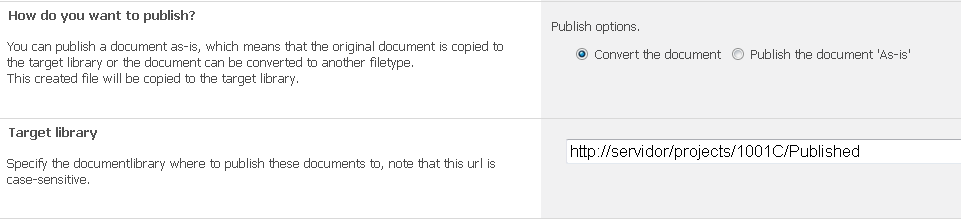 How do you want to publish?
Publish options.
You can publish a document as-is, which means that the original document is copied to
the target library or the document can be converted to another filetype.
This created file will be copied to the target library.
Convert the document Publish the document 'As-is'
Target library
http://servidor/projects/1001C/Published
Specify the documentlibrary where to publish these documents to, note that this url is
case-sensitive.